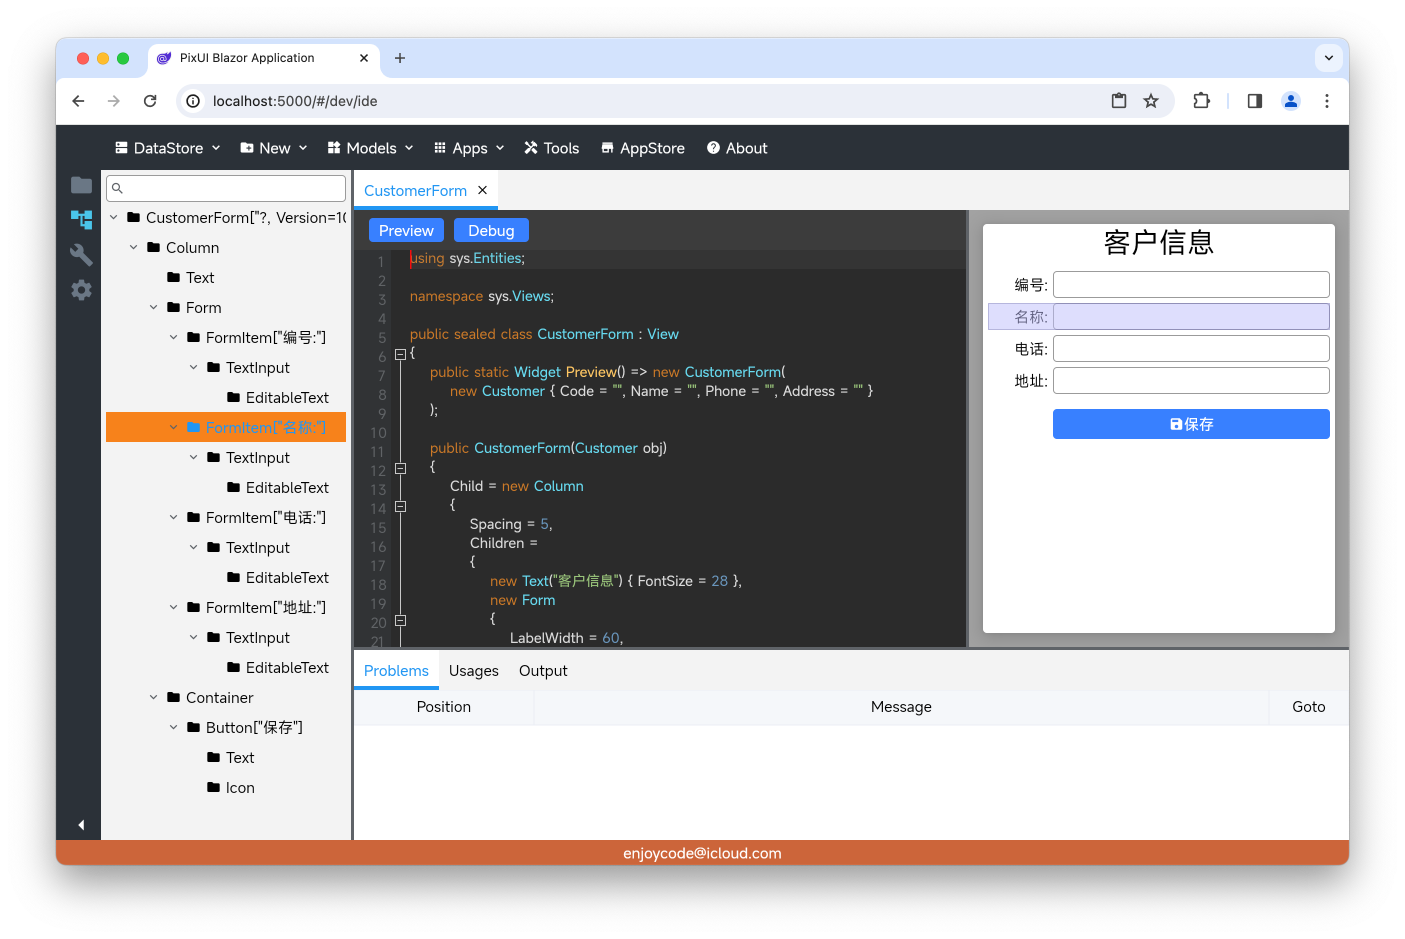 PixUI Blazor Application
localhost:5000/#/dev/ide
DataStore New Models Apps Tools AppStore About
CustomerForm["?, Version=10
Column
Text
Form
FormItem["编号:"]
TextInput
EditableText
FormItem["名称:"]
TextInput
EditableText
FormItem["电话:"]
TextInput
EditableText
FormItem["地址:"]
TextInput
EditableText
Container
Button["保存"]
Text
Icon
CustomerForm
Preview Debug
1 using sys.Entities;
2
3 namespace sys.Views;
4
5 public sealed class CustomerForm : View
6 {
7 public static Widget Preview() => new CustomerForm(
8 new Customer { Code = "", Name = "", Phone = "", Address = "" }
9 );
10
11 public CustomerForm(Customer obj)
12 {
13 Child = new Column
14 {
15 Spacing = 5,
16 Children =
17 {
18 new Text("客户信息") { FontSize = 28 },
19 new Form
20 {
21 LabelWidth = 60,
客户信息
编号:
名称:
电话:
地址:
保存
Problems Usages Output
Position Message Goto
enjoycode@icloud.com